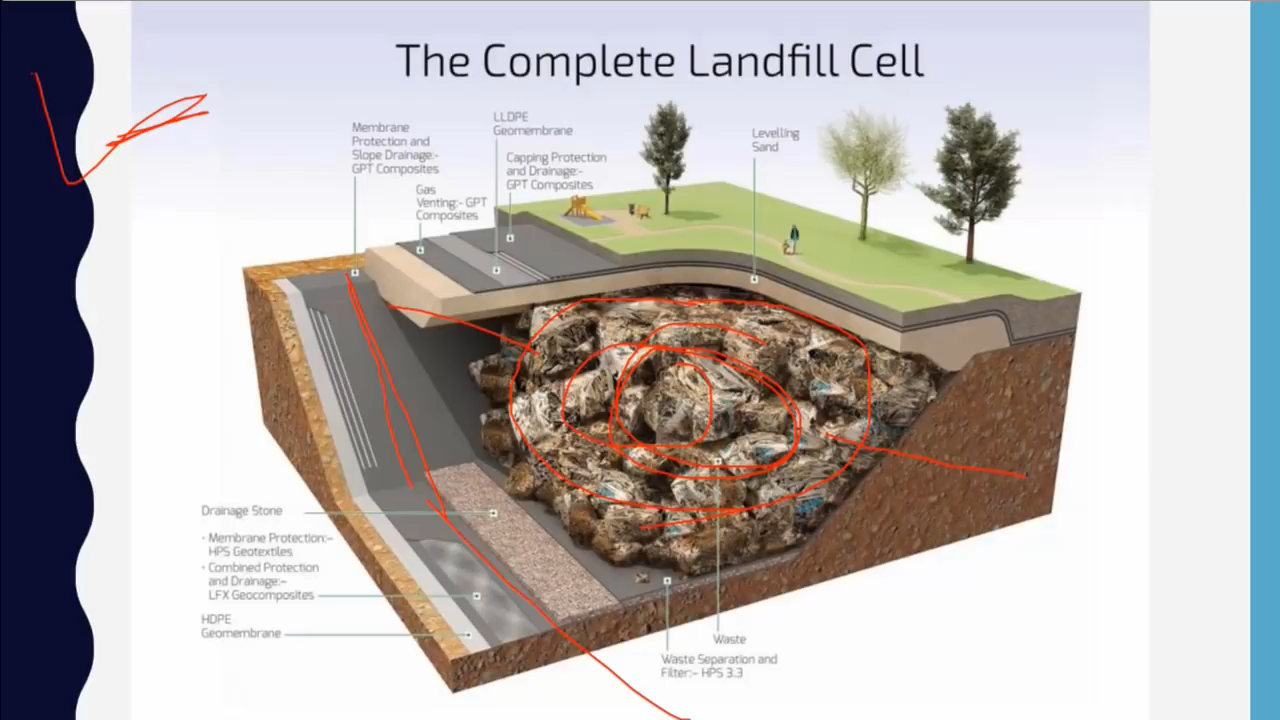 The Complete Landfill Cell
Membrane
Protection and
Slope Drainage:-
GPT Composites
LLDPE
Geomembrane
Capping Protection
and Drainage:-
GPT Composites
Gas
Venting:- GPT
Composites
Levelling
Sand
Drainage Stone
• Membrane Protection:-
HPS Geotextiles
• Combined Protection
and Drainage:-
LFX Geocomposites
HDPE
Geomembrane
Waste
Waste Separation and
Filter:- HPS 3.3